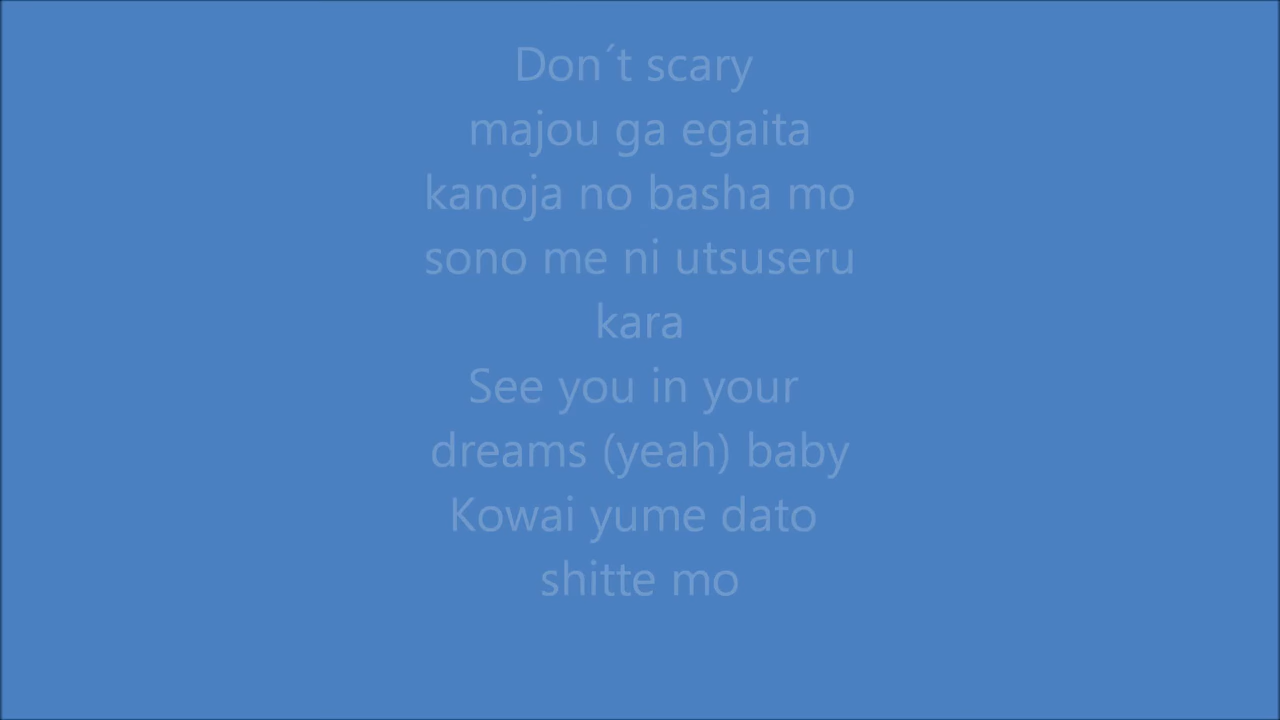 Don´t scary
majou ga egaita
kanoja no basha mo
sono me ni utsuseru
kara
See you in your
dreams (yeah) baby
Kowai yume dato
shitte mo